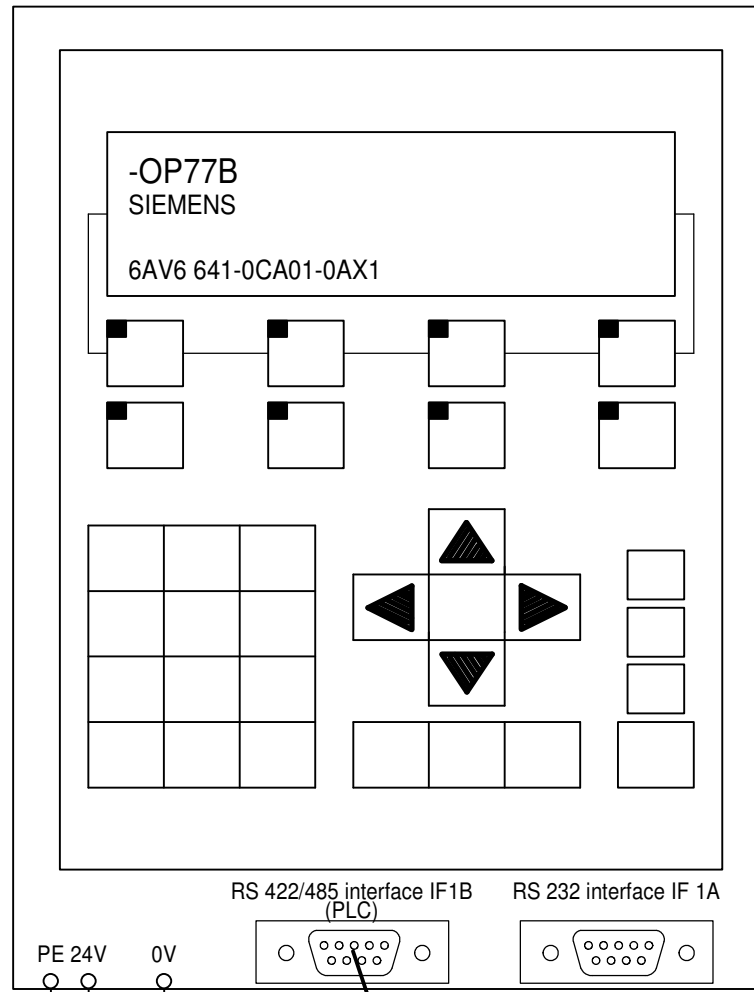 -OP77B
SIEMENS
6AV6 641-0CA01-0AX1
RS 422/485 interface IF1B
(PLC)
RS 232 interface IF 1A
PE 24V 0V